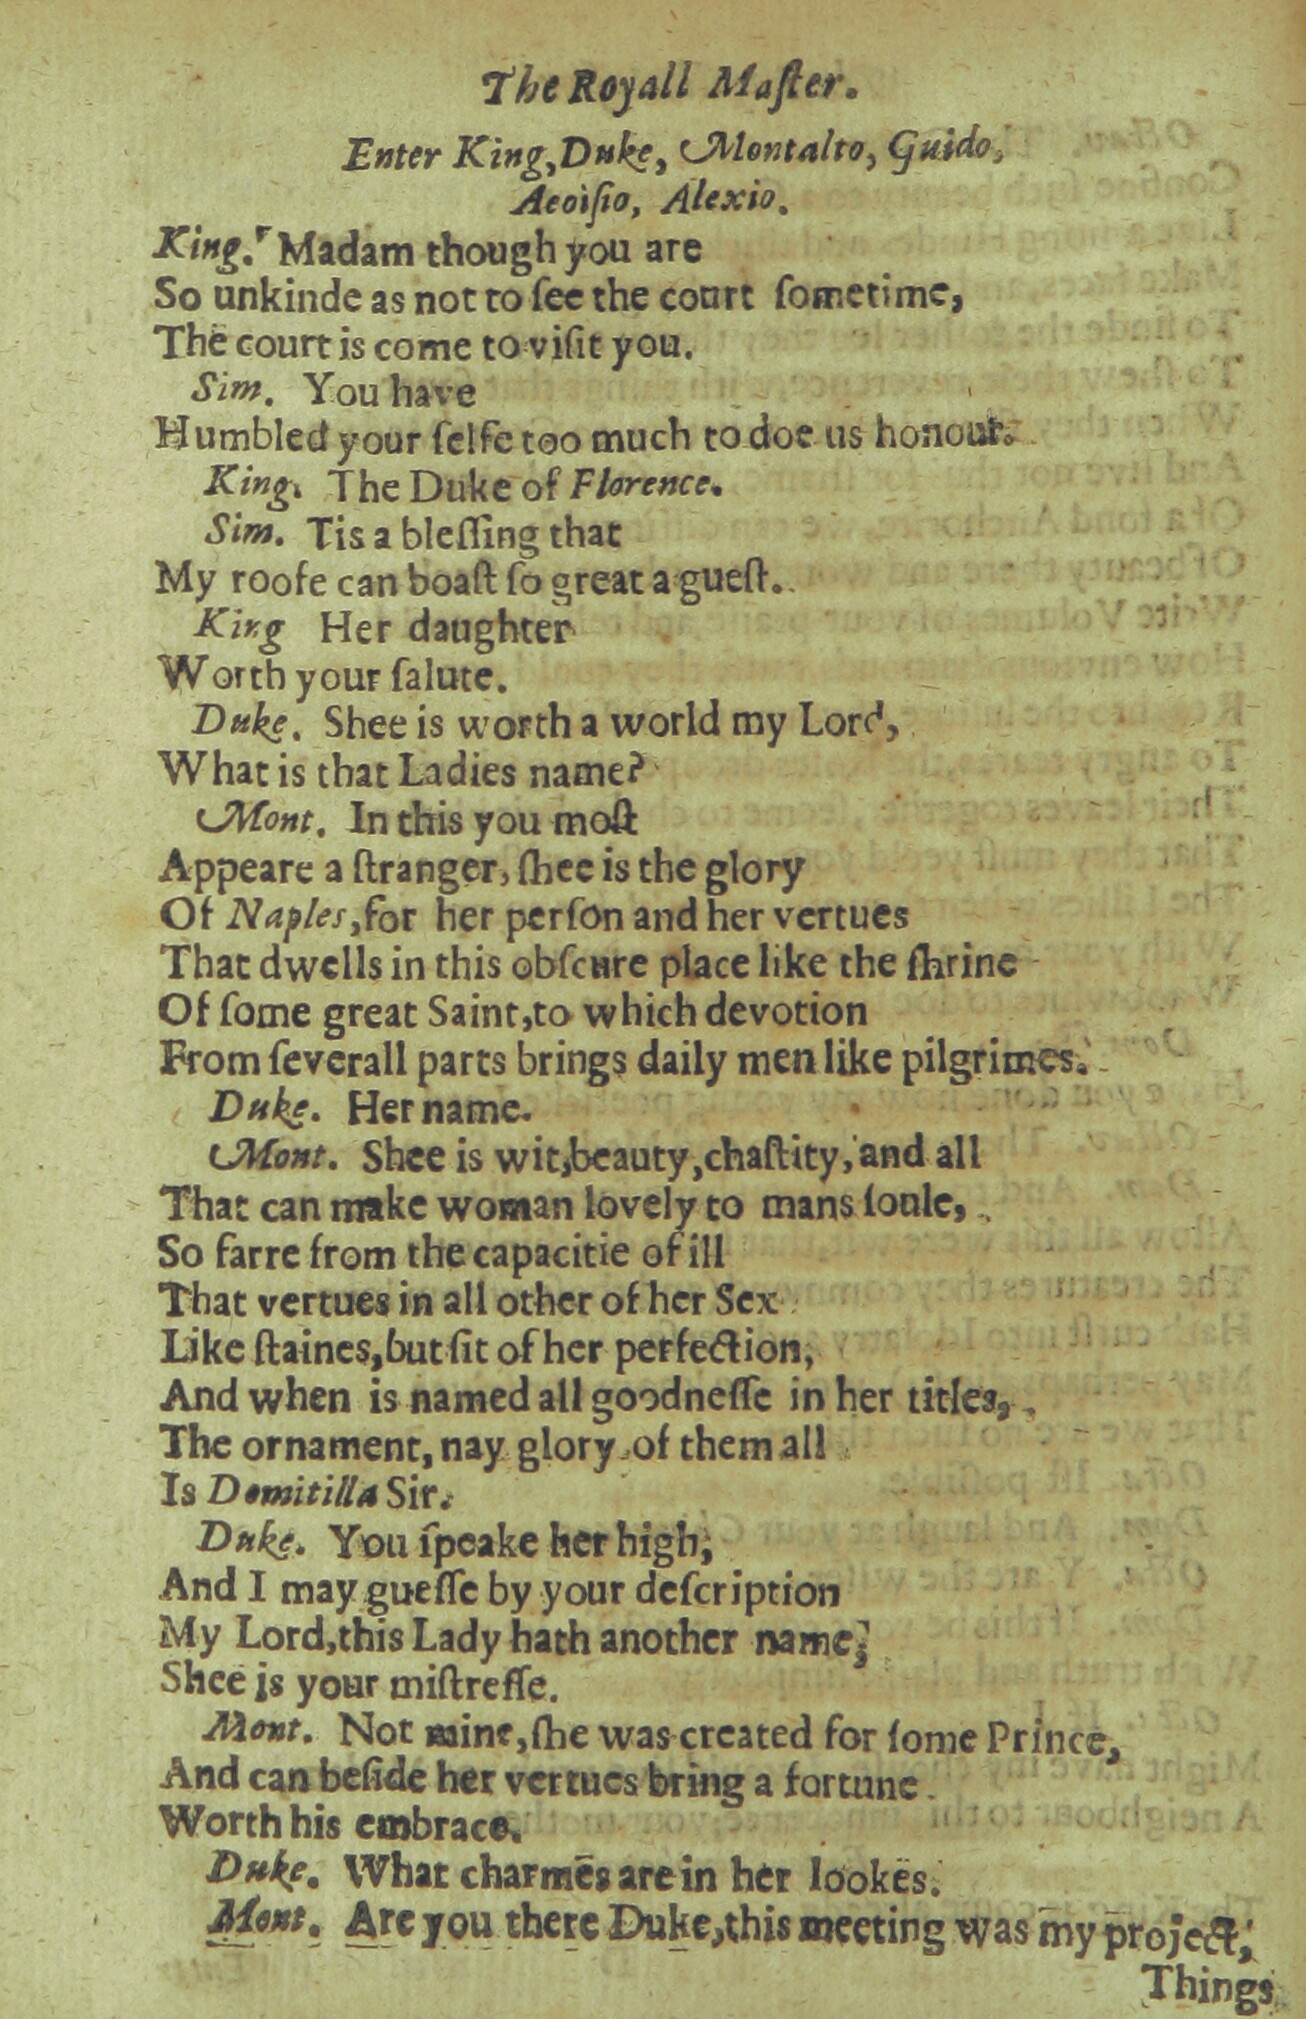 The Royall Maſter.
Enter King, Duke, Montalto, Guido,
Aeoiſio, Alexio.
King. Madam though you are
So unkinde as not to ſee the court ſometime,
The court is come to viſit you.
Sim. You have
Humbled your ſelfe too much to doe us honour.
King. The Duke of Florence.
Sim. Tis a bleſſing that
My roofe can boaſt ſo great a gueſt.
King Her daughter
Worth your ſalute.
Duke. Shee is worth a world my Lord,
What is that Ladies name?
Mont. In this you moſt
Appeare a ſtranger, ſhee is the glory
Of Naples, for her perſon and her vertues
That dwells in this obſcure place like the ſhrine
Of ſome great Saint, to which devotion
From ſeverall parts brings daily men like pilgrimes.
Duke. Her name.
Mont. Shee is wit, beauty, chaſtity, and all
That can make woman lovely to mans ſoule,
So farre from the capacitie of ill
That vertues in all other of her Sex
Like ſtaines, but ſit of her perfection,
And when is named all goodneſſe in her titles,
The ornament, nay glory of them all
Is Domitilla Sir.
Duke. You ſpeake her high,
And I may gueſſe by your deſcription
My Lord, this Lady hath another name;
Shee is your miſtreſſe.
Mont. Not mine, ſhe was created for ſome Prince,
And can beſide her vertues bring a fortune
Worth his embrace.
Duke. What charmes are in her lookes.
Mont. Are you there Duke, this meeting was my project,
Things